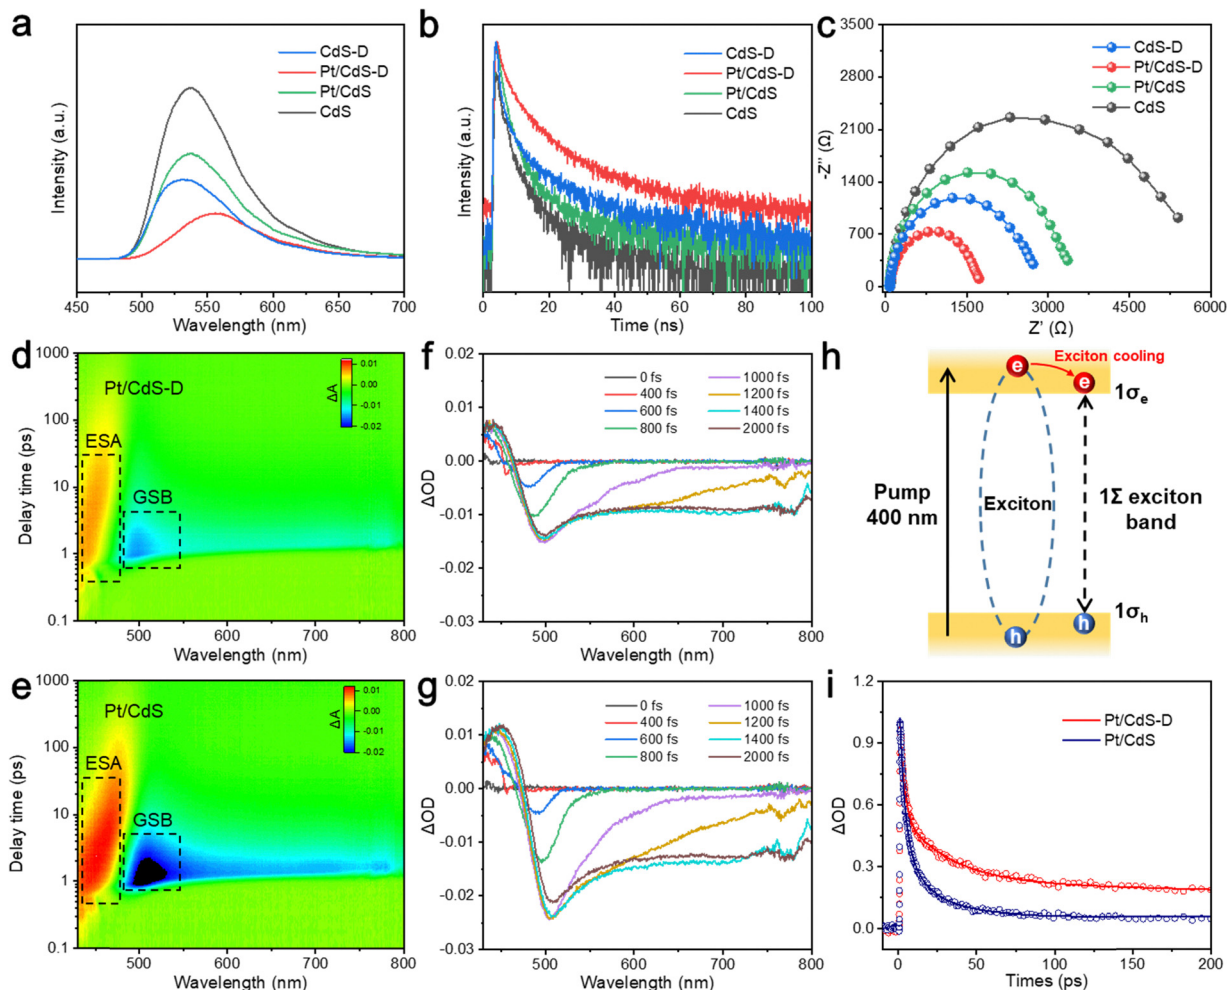 a
CdS-D
Pt/CdS-D
Pt/CdS
CdS
Intensity (a.u.)
450 500 550 600 650 700
Wavelength (nm)
b
CdS-D
Pt/CdS-D
Pt/CdS
CdS
Intensity (a.u.)
0 20 40 60 80 100
Time (ns)
c
CdS-D
Pt/CdS-D
Pt/CdS
CdS
-Z'' (Ω)
3500
2800
2100
1400
700
0
0 1500 3000 4500 6000
Z' (Ω)
d
Pt/CdS-D
ESA
GSB
ΔA
0.01
0.00
-0.01
-0.02
Delay time (ps)
1000
100
10
1
0.1
500 600 700 800
Wavelength (nm)
f
0 fs
400 fs
600 fs
800 fs
1000 fs
1200 fs
1400 fs
2000 fs
ΔOD
0.02
0.01
0.00
-0.01
-0.02
-0.03
500 600 700 800
Wavelength (nm)
h
Exciton cooling
e
e
1σe
Pump
400 nm
Exciton
1Σ exciton
band
1σh
h
h
e
Pt/CdS
ESA
GSB
ΔA
0.01
0.00
-0.01
-0.02
Delay time (ps)
1000
100
10
1
0.1
500 600 700 800
Wavelength (nm)
g
0 fs
400 fs
600 fs
800 fs
1000 fs
1200 fs
1400 fs
2000 fs
ΔOD
0.02
0.01
0.00
-0.01
-0.02
-0.03
500 600 700 800
Wavelength (nm)
i
Pt/CdS-D
Pt/CdS
ΔOD
1.2
0.9
0.6
0.3
0.0
0 50 100 150 200
Times (ps)